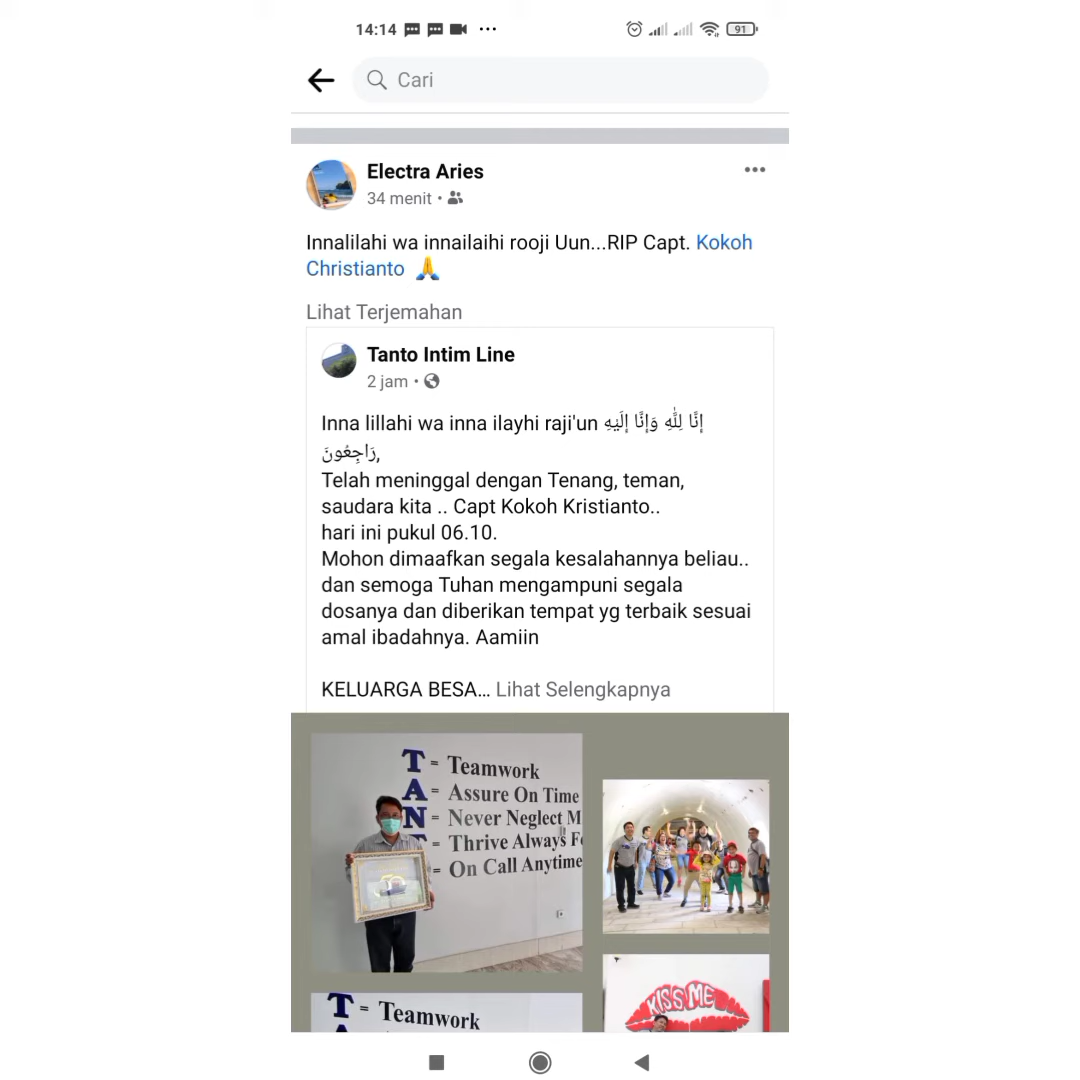 14:14
91
Cari
Electra Aries
34 menit
Innalilahi wa innailaihi rooji Uun...RIP Capt. Kokoh
Christianto 🙏
Lihat Terjemahan
Tanto Intim Line
2 jam
Inna lillahi wa inna ilayhi raji'un إِنَّا لِلَّهِ وَإِنَّا إِلَيْهِ
رَاجِعُونَ,
Telah meninggal dengan Tenang, teman,
saudara kita .. Capt Kokoh Kristianto..
hari ini pukul 06.10.
Mohon dimaafkan segala kesalahannya beliau..
dan semoga Tuhan mengampuni segala
dosanya dan diberikan tempat yg terbaik sesuai
amal ibadahnya. Aamiin
KELUARGA BESA... Lihat Selengkapnya
T = Teamwork
A = Assure On Time
N = Never Neglect M
T = Thrive Always F
= On Call Anytime
50
T = Teamwork
KISS ME